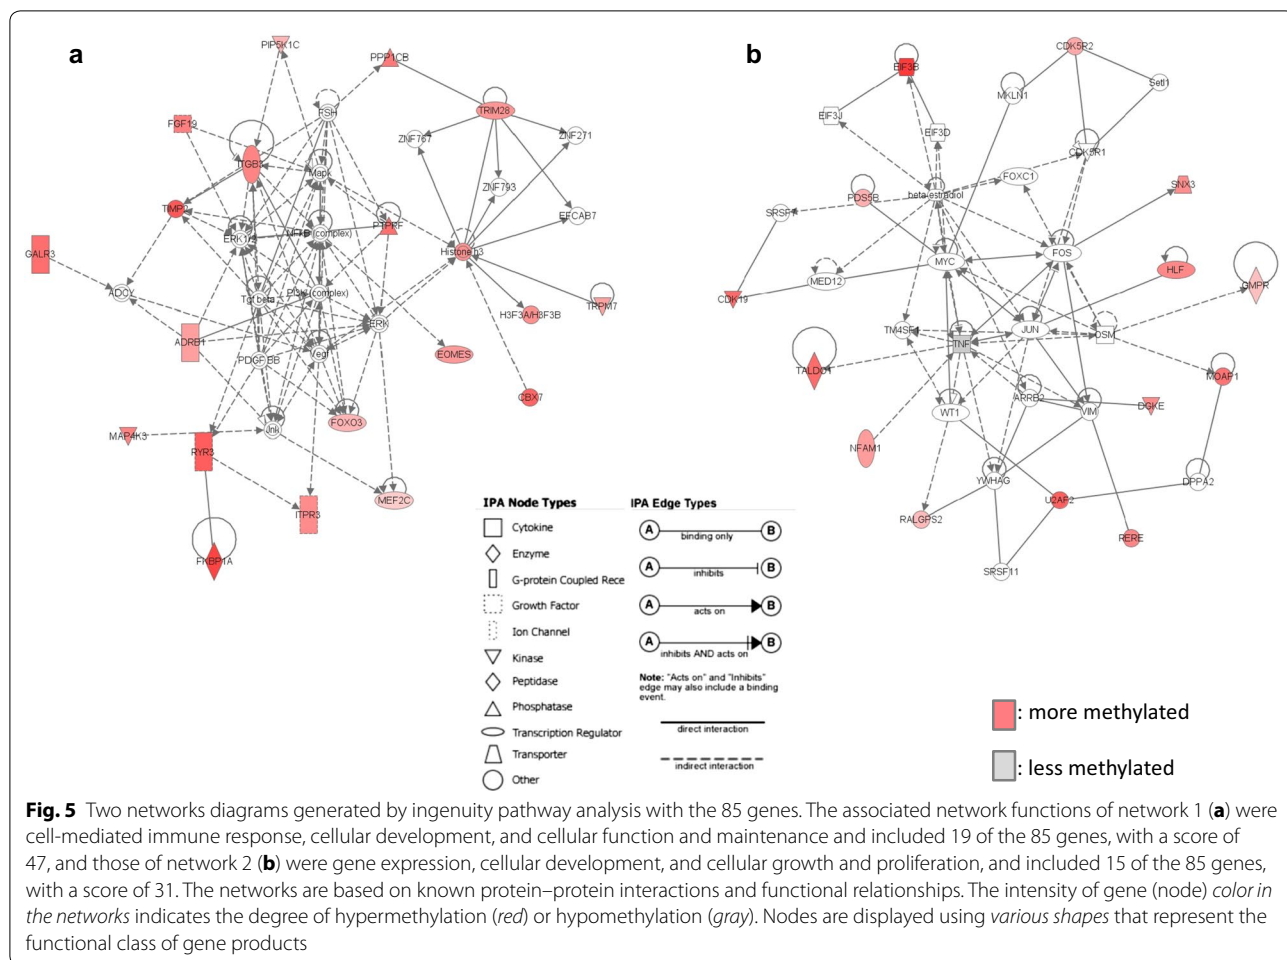 a
PIP5K1C
PPP1CB
FSH
TRIM28
FGF19
ZNF767
ZNF271
Mapk
ZNF793
TIMP2
EFCAB7
PTPRF
ERK1/2
Histone h3
GALR3
ADCY
Tgf beta
PI3K (complex)
TRPM7
H3F3A/H3F3B
ERK
ADRB1
PDGF BB
Vegf
EOMES
CBX7
FOXO3
Jnk
MAP4K3
RYR3
MEF2C
ITPR3
FKBP1A
b
CDK5R2
EIF3B
Setl1
MKLN1
EIF3J
EIF3D
CDK5R1
FOXC1
SNX3
beta estradiol
PDS5B
SRSF4
FOS
MYC
HLF
MED12
GMPR
CDK19
TM4SF1
JUN
OSM
TNF
TALDO1
MOAP1
ARRB2
DGKE
WT1
VIM
NFAM1
YWHAG
DPPA2
U2AF2
RALGPS2
RERE
SRSF11
IPA Node Types
Cytokine
Enzyme
G-protein Coupled Rece
Growth Factor
Ion Channel
Kinase
Peptidase
Phosphatase
Transcription Regulator
Transporter
Other
IPA Edge Types
A B
binding only
A B
inhibits
A B
acts on
A B
inhibits AND acts on
Note: "Acts on" and "Inhibits"
edge may also include a binding
event.
direct interaction
indirect interaction
: more methylated
: less methylated
Fig. 5 Two networks diagrams generated by ingenuity pathway analysis with the 85 genes. The associated network functions of network 1 (a) were
cell-mediated immune response, cellular development, and cellular function and maintenance and included 19 of the 85 genes, with a score of
47, and those of network 2 (b) were gene expression, cellular development, and cellular growth and proliferation, and included 15 of the 85 genes,
with a score of 31. The networks are based on known protein–protein interactions and functional relationships. The intensity of gene (node) color in
the networks indicates the degree of hypermethylation (red) or hypomethylation (gray). Nodes are displayed using various shapes that represent the
functional class of gene products